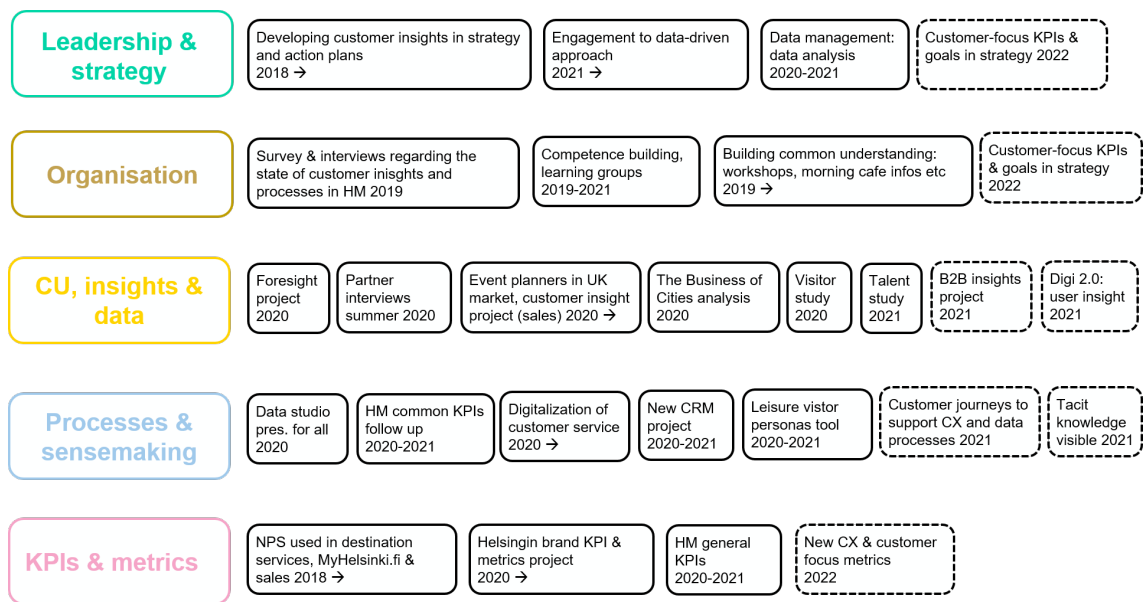 Leadership &
strategy
Developing customer insights in strategy
and action plans
2018 →
Engagement to data-driven
approach
2021 →
Data management:
data analysis
2020-2021
Customer-focus KPIs &
goals in strategy 2022
Organisation
Survey & interviews regarding the
state of customer inisghts and
processes in HM 2019
Competence building,
learning groups
2019-2021
Building common understanding:
workshops, morning cafe infos etc
2019 →
Customer-focus KPIs
& goals in strategy
2022
CU, insights &
data
Foresight
project
2020
Partner
interviews
summer 2020
Event planners in UK
market, customer insight
project (sales) 2020 →
The Business of
Cities analysis
2020
Visitor
study
2020
Talent
study
2021
B2B insights
project
2021
Digi 2.0:
user insight
2021
Processes &
sensemaking
Data studio
pres. for all
2020
HM common KPIs
follow up
2020-2021
Digitalization of
customer service
2020 →
New CRM
project
2020-2021
Leisure vistor
personas tool
2020-2021
Customer journeys to
support CX and data
processes 2021
Tacit
knowledge
visible 2021
KPIs & metrics
NPS used in destination
services, MyHelsinki.fi &
sales 2018 →
Helsingin brand KPI &
metrics project
2020 →
HM general
KPIs
2020-2021
New CX & customer
focus metrics
2022